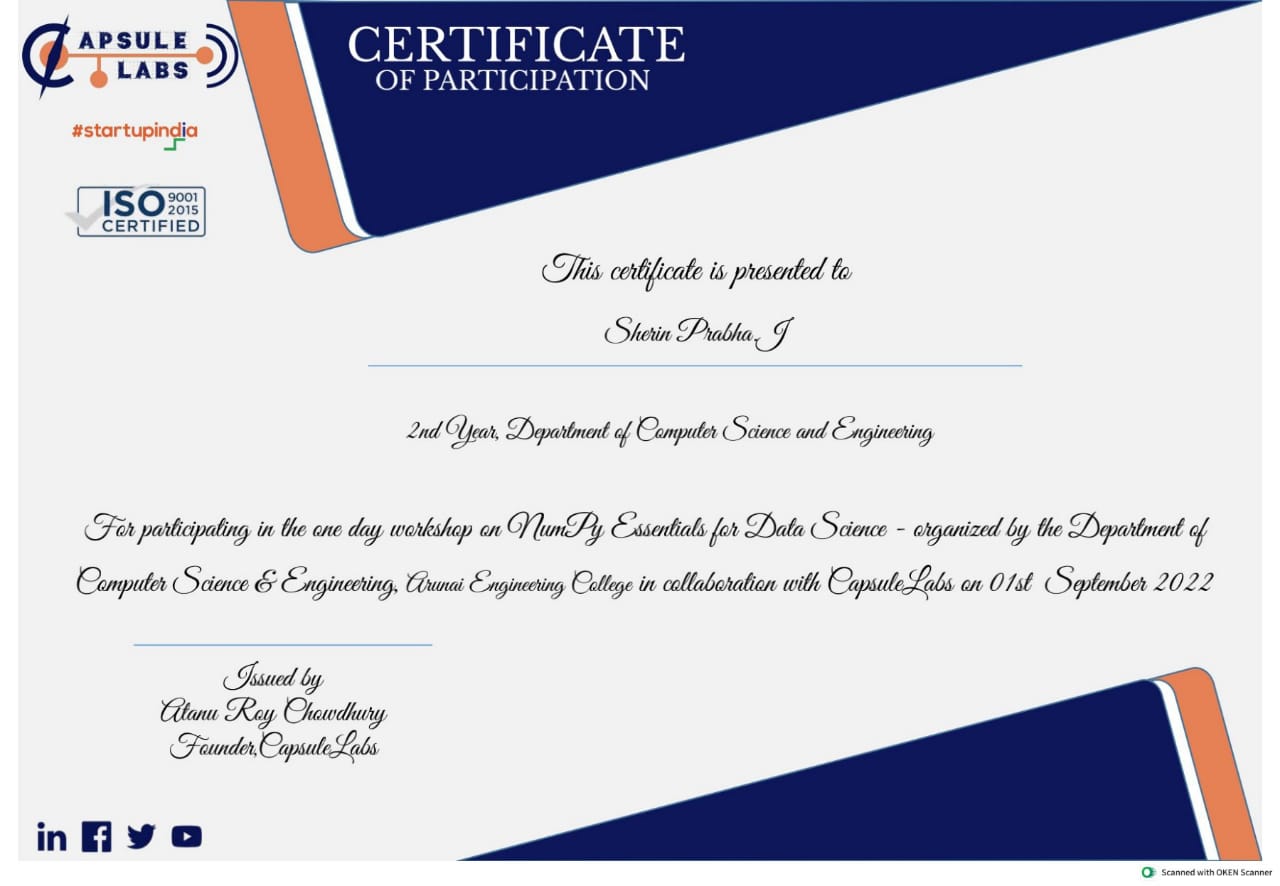 CAPSULE
LABS
#startupindia
ISO 9001
2015
CERTIFIED
CERTIFICATE
OF PARTICIPATION
This certificate is presented to
Sherin Prabha. J
2nd Year, Department of Computer Science and Engineering
For participating in the one day workshop on NumPy Essentials for Data Science - organized by the Department of
Computer Science & Engineering, Arunai Engineering College in collaboration with CapsuleLabs on 01st September 2022
Issued by
Atanu Roy Chowdhury
Founder,CapsuleLabs
in
f
Scanned with OKEN Scanner